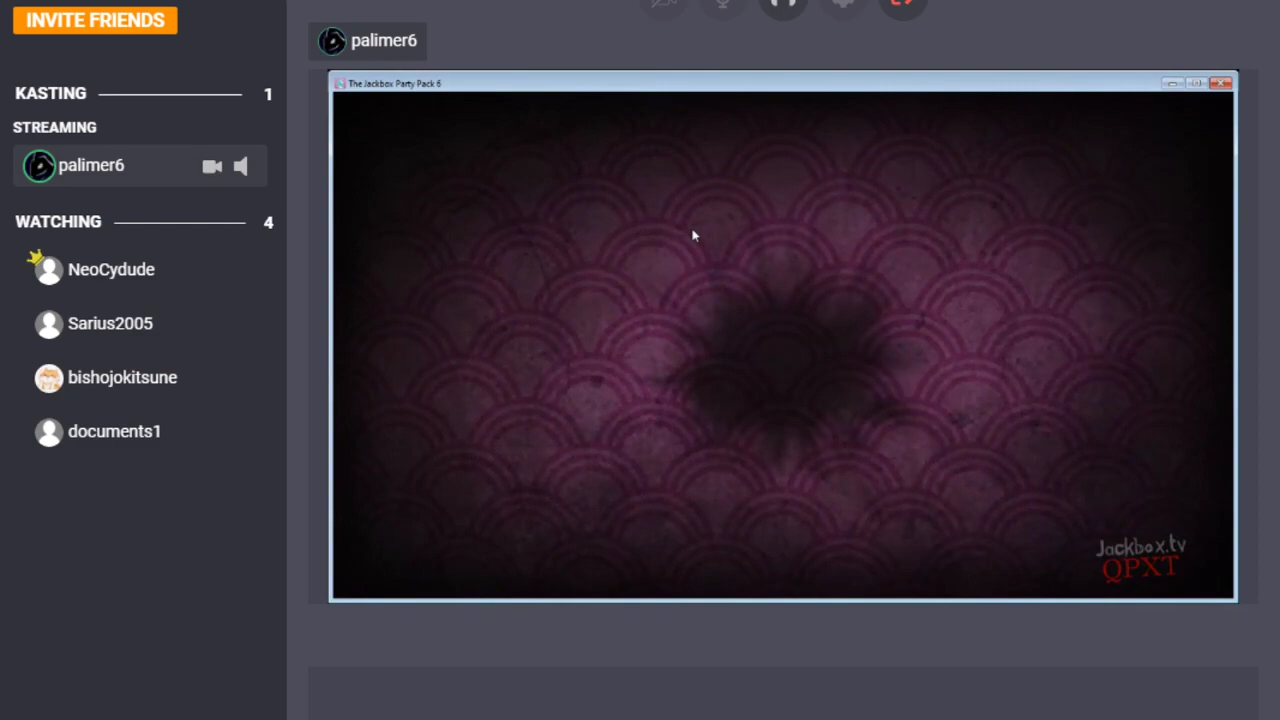 INVITE FRIENDS
palimer6
KASTING 1
STREAMING
palimer6
WATCHING 4
NeoCydude
Sarius2005
bishojokitsune
documents1
The Jackbox Party Pack 6
Jackbox.tv
QPXT